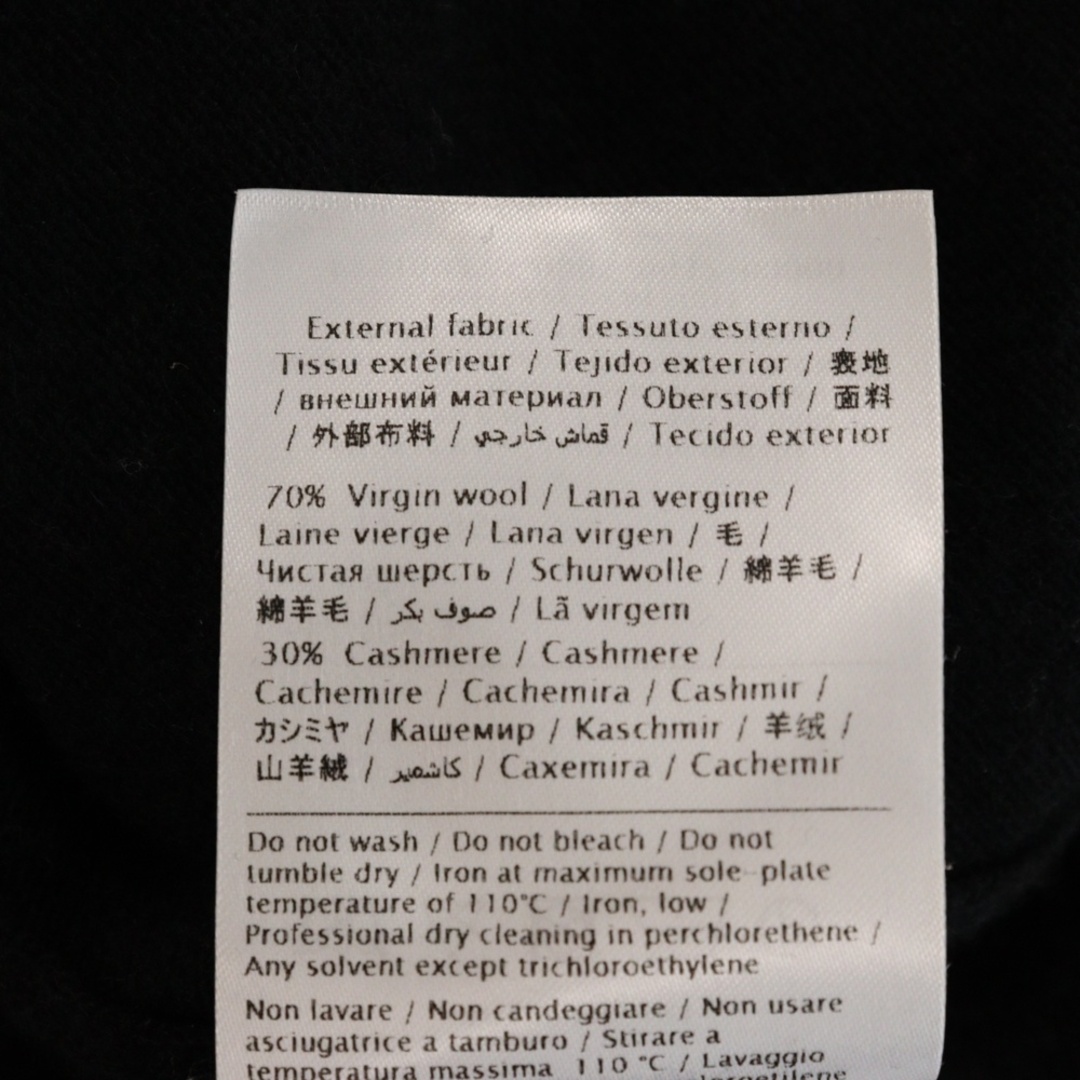 External fabric / Tessuto esterno /
Tissu extérieur / Tejido exterior / 表地
/ внешний материал / Oberstoff / 面料
/ 外部布料 / قماش خارجي / Tecido exterior
70% Virgin wool / Lana vergine /
Laine vierge / Lana virgen / 毛 /
Чистая шерсть / Schurwolle / 綿羊毛 /
綿羊毛 / صوف بكر / Lã virgem
30% Cashmere / Cashmere /
Cachemire / Cachemira / Cashmir /
カシミヤ / Кашемир / Kaschmir / 羊绒 /
山羊絨 / كاشمير / Caxemira / Cachemir
Do not wash / Do not bleach / Do not
tumble dry / Iron at maximum sole-plate
temperature of 110°C / Iron, low /
Professional dry cleaning in perchlorethene /
Any solvent except trichloroethylene
Non lavare / Non candeggiare / Non usare
asciugatrice a tamburo / Stirare a
temperatura massima 110 °C / Lavaggio